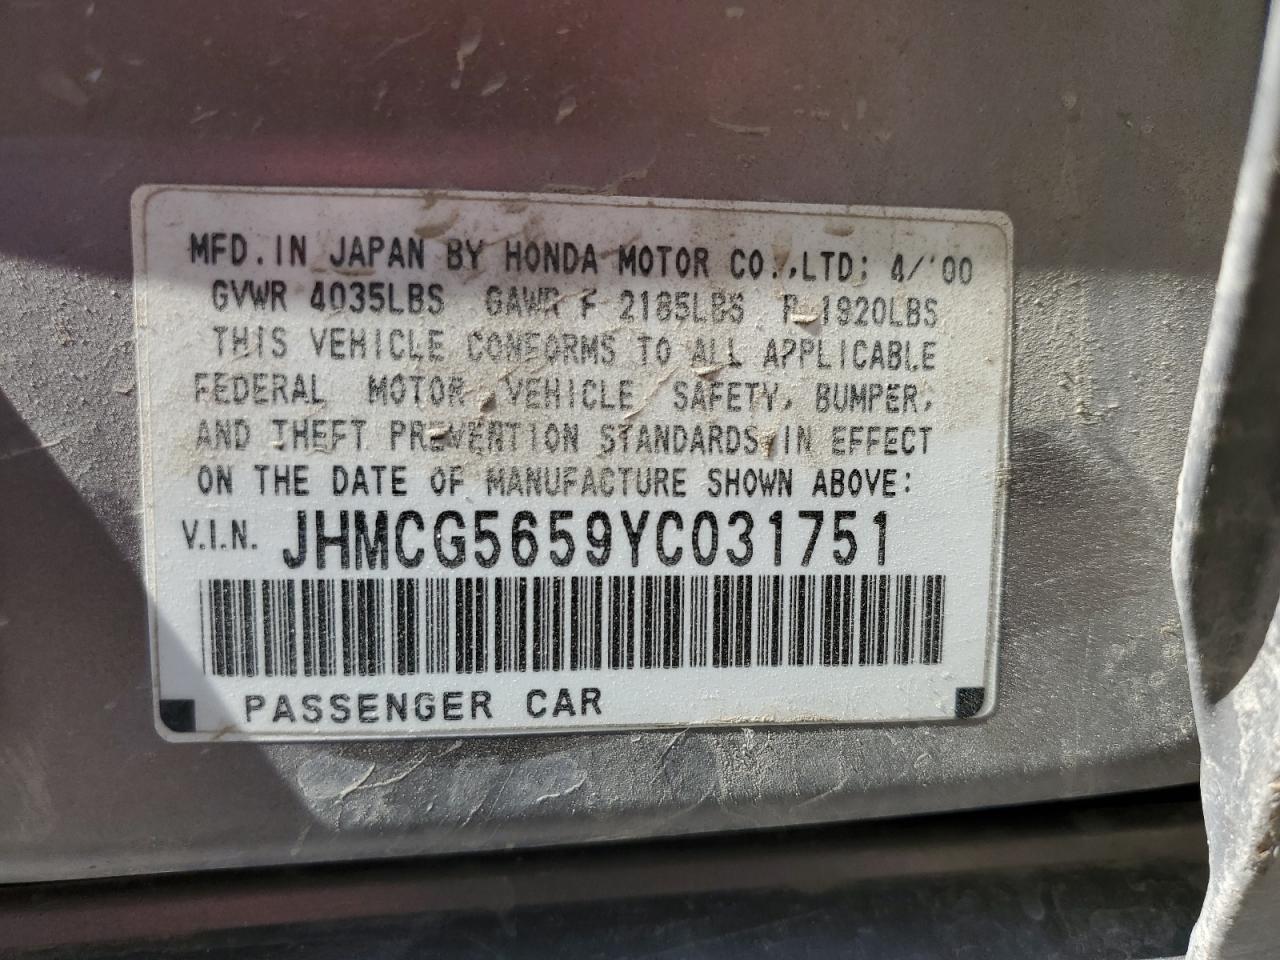 MFD. IN JAPAN BY HONDA MOTOR CO.,LTD: 4/'00
GVWR 4035LBS GAWR F 2185LBS R 1920LBS
THIS VEHICLE CONFORMS TO ALL APPLICABLE
FEDERAL MOTOR VEHICLE SAFETY, BUMPER,
AND THEFT PREVENTION STANDARDS IN EFFECT
ON THE DATE OF MANUFACTURE SHOWN ABOVE:
V.I.N. JHMCG5659YC031751
PASSENGER CAR